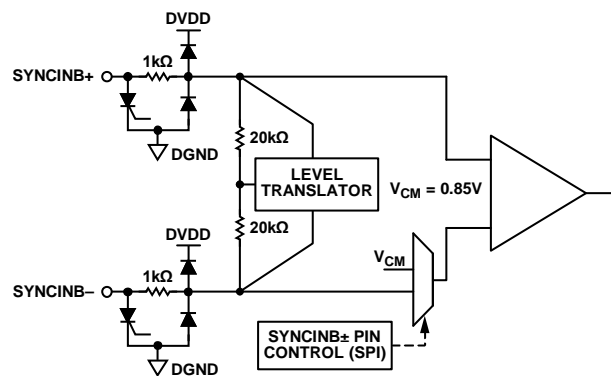 DVDD
1kΩ
SYNCINB+
DGND
20kΩ
LEVEL
TRANSLATOR
VCM = 0.85V
20kΩ
DVDD
1kΩ
SYNCINB–
DGND
VCM
SYNCINB± PIN
CONTROL (SPI)